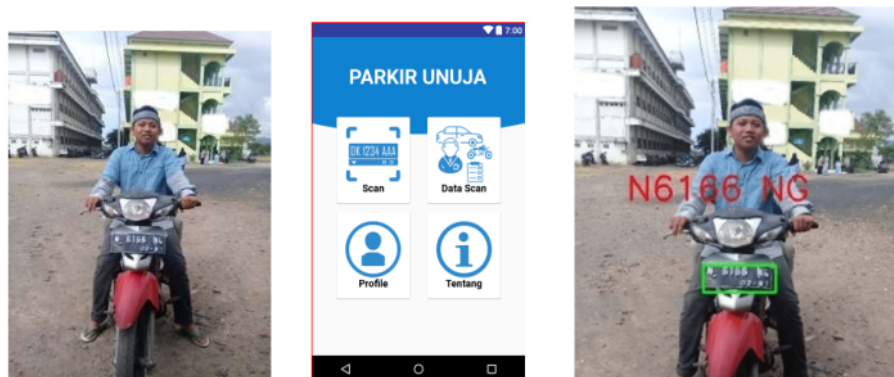 7:00
PARKIR UNUJA
DK 1234 AAA
Scan
Data Scan
Profile
Tentang
N6166 NG